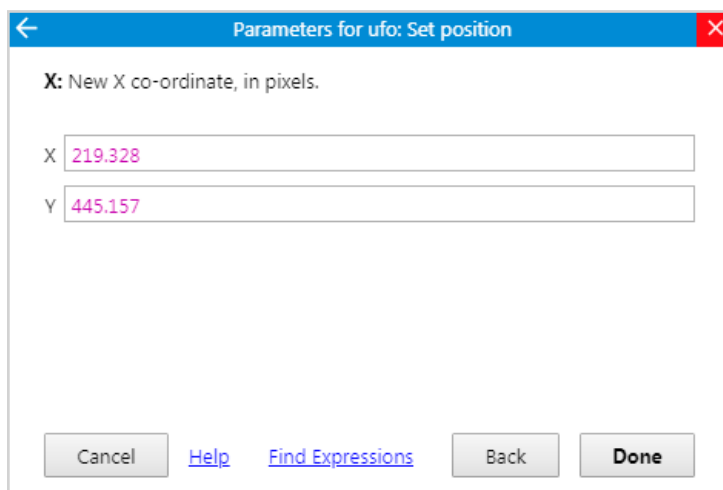 Parameters for ufo: Set position
X: New X co-ordinate, in pixels.
X 219.328
Y 445.157
Cancel Help Find Expressions Back Done